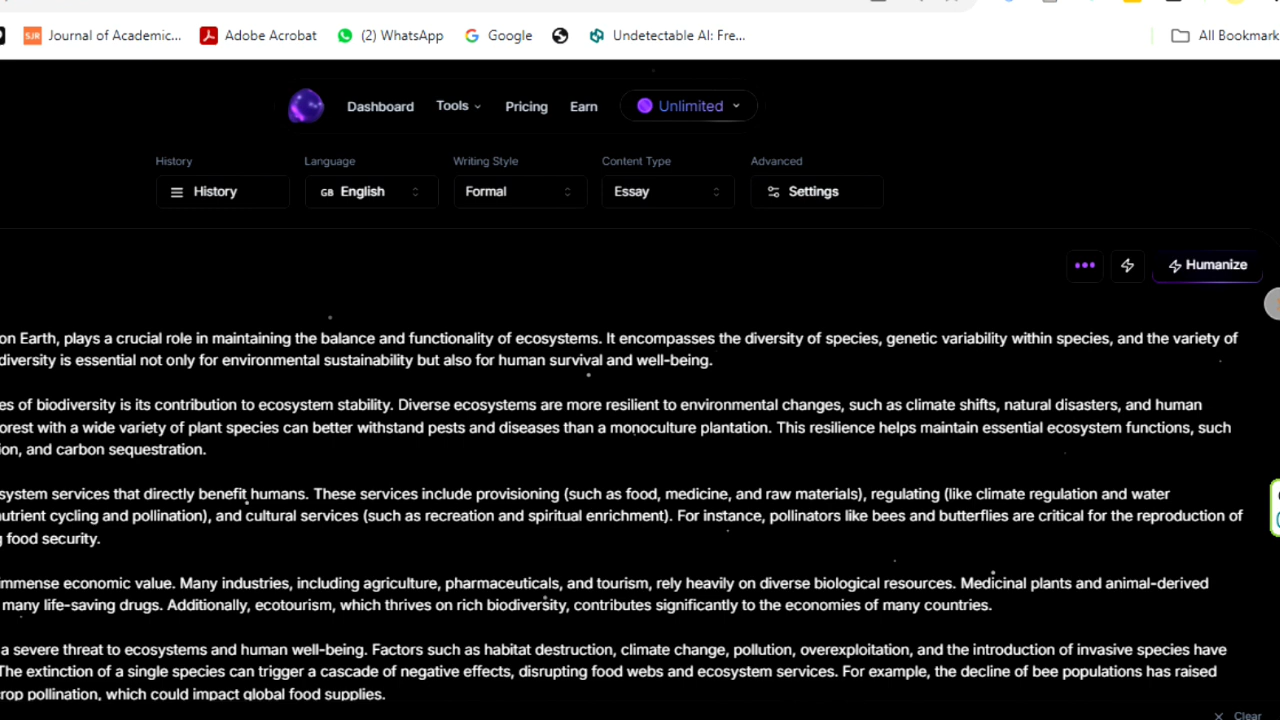 SJR Journal of Academic... Adobe Acrobat (2) WhatsApp Google Undetectable AI: Fre... All Bookmark
Dashboard Tools Pricing Earn Unlimited
History Language Writing Style Content Type Advanced
History GB English Formal Essay Settings
Humanize
on Earth, plays a crucial role in maintaining the balance and functionality of ecosystems. It encompasses the diversity of species, genetic variability within species, and the variety of
diversity is essential not only for environmental sustainability but also for human survival and well-being.
es of biodiversity is its contribution to ecosystem stability. Diverse ecosystems are more resilient to environmental changes, such as climate shifts, natural disasters, and human
orest with a wide variety of plant species can better withstand pests and diseases than a monoculture plantation. This resilience helps maintain essential ecosystem functions, such
ion, and carbon sequestration.
system services that directly benefit humans. These services include provisioning (such as food, medicine, and raw materials), regulating (like climate regulation and water
nutrient cycling and pollination), and cultural services (such as recreation and spiritual enrichment). For instance, pollinators like bees and butterflies are critical for the reproduction of
g food security.
immense economic value. Many industries, including agriculture, pharmaceuticals, and tourism, rely heavily on diverse biological resources. Medicinal plants and animal-derived
many life-saving drugs. Additionally, ecotourism, which thrives on rich biodiversity, contributes significantly to the economies of many countries.
a severe threat to ecosystems and human well-being. Factors such as habitat destruction, climate change, pollution, overexploitation, and the introduction of invasive species have
The extinction of a single species can trigger a cascade of negative effects, disrupting food webs and ecosystem services. For example, the decline of bee populations has raised
crop pollination, which could impact global food supplies.
Clear